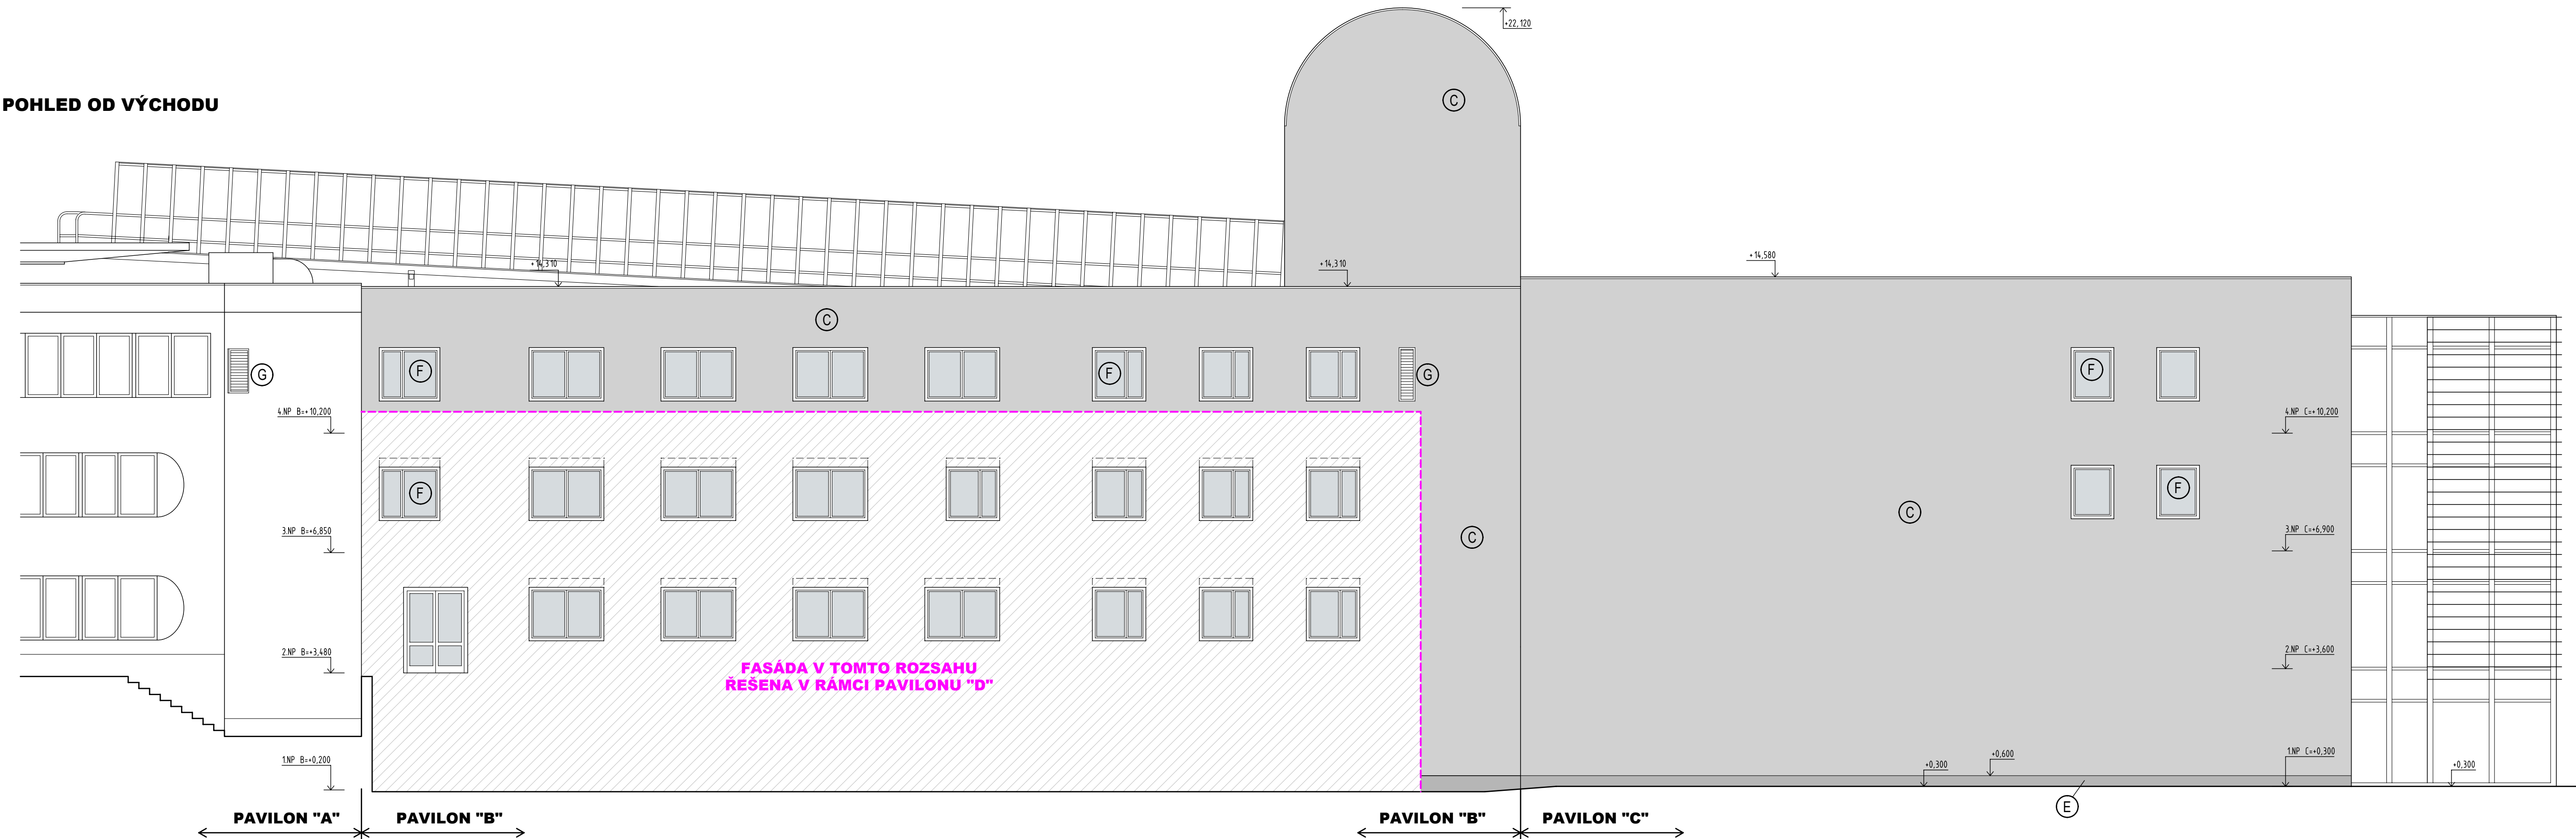 +22,120
C
POHLED OD VÝCHODU
+14,580
+14,310
+14,310
C
F
F
F
G
G
4.NP B=+10,200
4.NP C=+10,200
F
F
C
C
3.NP B=+6,850
3.NP C=+6,900
2.NP B=+3,480
2.NP C=+3,600
FASÁDA V TOMTO ROZSAHU
ŘEŠENA V RÁMCI PAVILONU "D"
1.NP B=+0,200
+0,300
+0,600
1.NP C=+0,300
+0,300
E
PAVILON "A"
PAVILON "B"
PAVILON "B"
PAVILON "C"